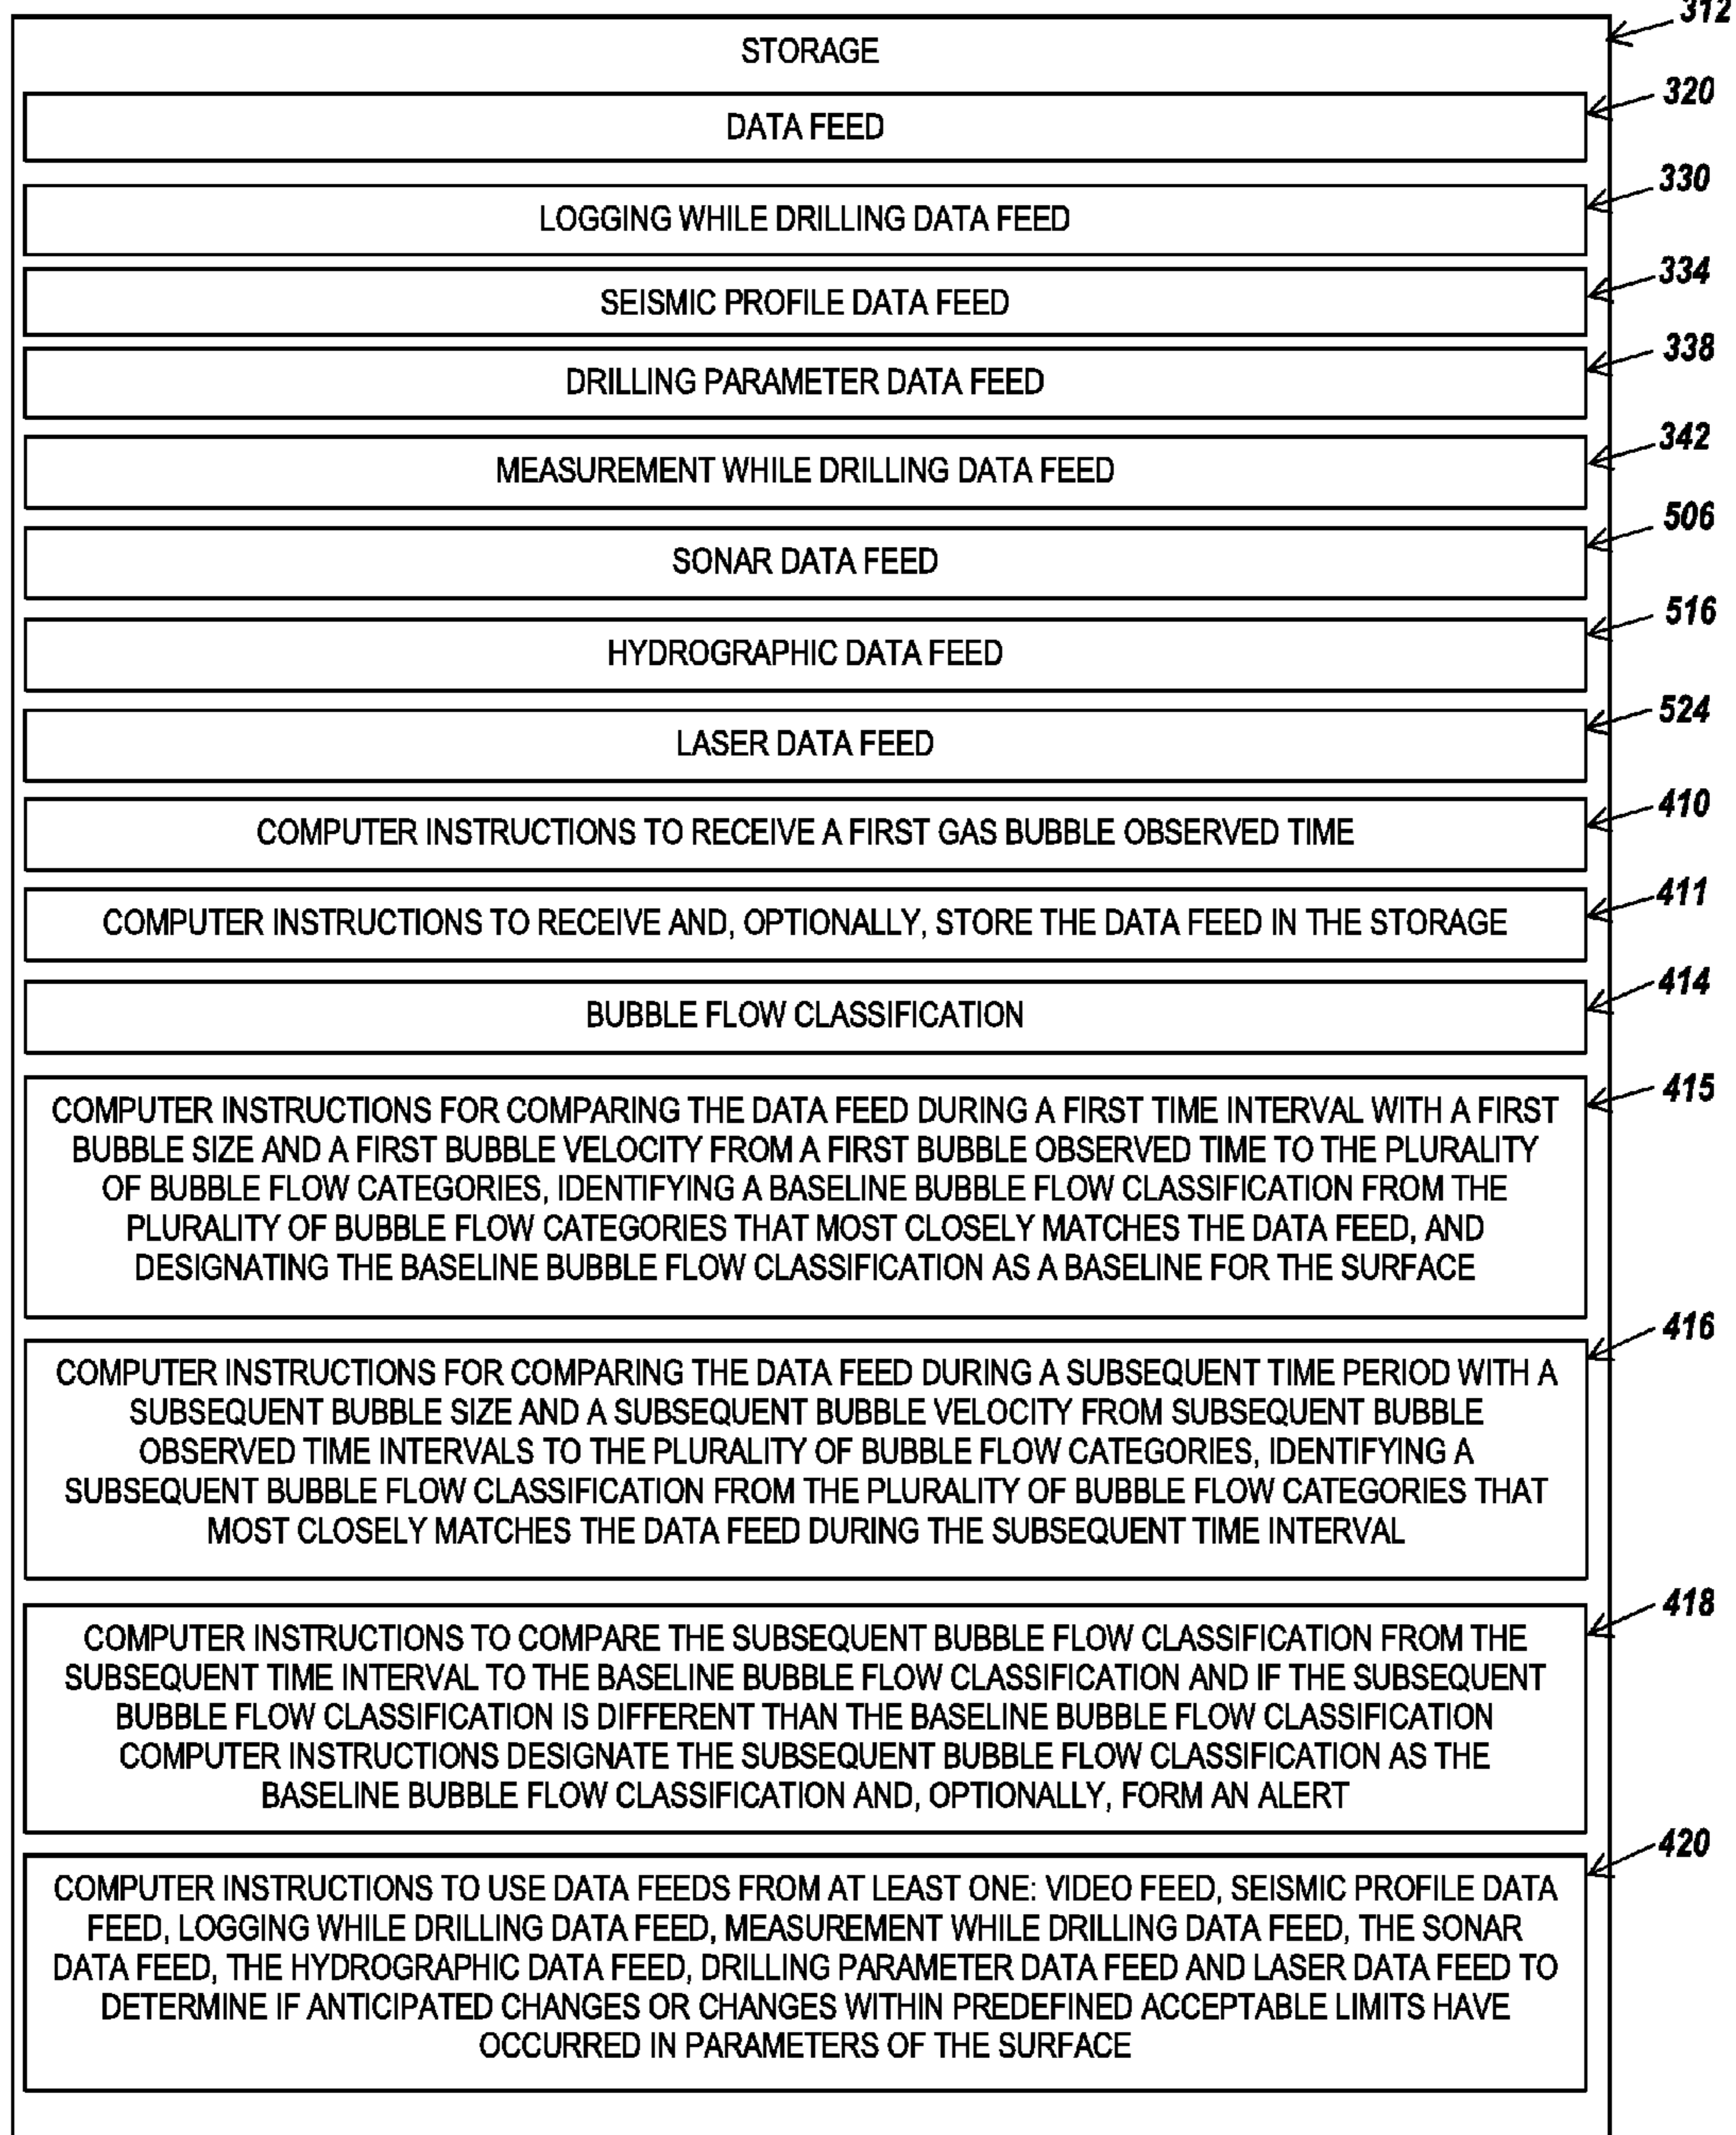 312
STORAGE
320
DATA FEED
330
LOGGING WHILE DRILLING DATA FEED
334
SEISMIC PROFILE DATA FEED
338
DRILLING PARAMETER DATA FEED
342
MEASUREMENT WHILE DRILLING DATA FEED
506
SONAR DATA FEED
516
HYDROGRAPHIC DATA FEED
524
LASER DATA FEED
410
COMPUTER INSTRUCTIONS TO RECEIVE A FIRST GAS BUBBLE OBSERVED TIME
411
COMPUTER INSTRUCTIONS TO RECEIVE AND, OPTIONALLY, STORE THE DATA FEED IN THE STORAGE
414
BUBBLE FLOW CLASSIFICATION
415
COMPUTER INSTRUCTIONS FOR COMPARING THE DATA FEED DURING A FIRST TIME INTERVAL WITH A FIRST
BUBBLE SIZE AND A FIRST BUBBLE VELOCITY FROM A FIRST BUBBLE OBSERVED TIME TO THE PLURALITY
OF BUBBLE FLOW CATEGORIES, IDENTIFYING A BASELINE BUBBLE FLOW CLASSIFICATION FROM THE
PLURALITY OF BUBBLE FLOW CATEGORIES THAT MOST CLOSELY MATCHES THE DATA FEED, AND
DESIGNATING THE BASELINE BUBBLE FLOW CLASSIFICATION AS A BASELINE FOR THE SURFACE
416
COMPUTER INSTRUCTIONS FOR COMPARING THE DATA FEED DURING A SUBSEQUENT TIME PERIOD WITH A
SUBSEQUENT BUBBLE SIZE AND A SUBSEQUENT BUBBLE VELOCITY FROM SUBSEQUENT BUBBLE
OBSERVED TIME INTERVALS TO THE PLURALITY OF BUBBLE FLOW CATEGORIES, IDENTIFYING A
SUBSEQUENT BUBBLE FLOW CLASSIFICATION FROM THE PLURALITY OF BUBBLE FLOW CATEGORIES THAT
MOST CLOSELY MATCHES THE DATA FEED DURING THE SUBSEQUENT TIME INTERVAL
418
COMPUTER INSTRUCTIONS TO COMPARE THE SUBSEQUENT BUBBLE FLOW CLASSIFICATION FROM THE
SUBSEQUENT TIME INTERVAL TO THE BASELINE BUBBLE FLOW CLASSIFICATION AND IF THE SUBSEQUENT
BUBBLE FLOW CLASSIFICATION IS DIFFERENT THAN THE BASELINE BUBBLE FLOW CLASSIFICATION
COMPUTER INSTRUCTIONS DESIGNATE THE SUBSEQUENT BUBBLE FLOW CLASSIFICATION AS THE
BASELINE BUBBLE FLOW CLASSIFICATION AND, OPTIONALLY, FORM AN ALERT
420
COMPUTER INSTRUCTIONS TO USE DATA FEEDS FROM AT LEAST ONE: VIDEO FEED, SEISMIC PROFILE DATA
FEED, LOGGING WHILE DRILLING DATA FEED, MEASUREMENT WHILE DRILLING DATA FEED, THE SONAR
DATA FEED, THE HYDROGRAPHIC DATA FEED, DRILLING PARAMETER DATA FEED AND LASER DATA FEED TO
DETERMINE IF ANTICIPATED CHANGES OR CHANGES WITHIN PREDEFINED ACCEPTABLE LIMITS HAVE
OCCURRED IN PARAMETERS OF THE SURFACE